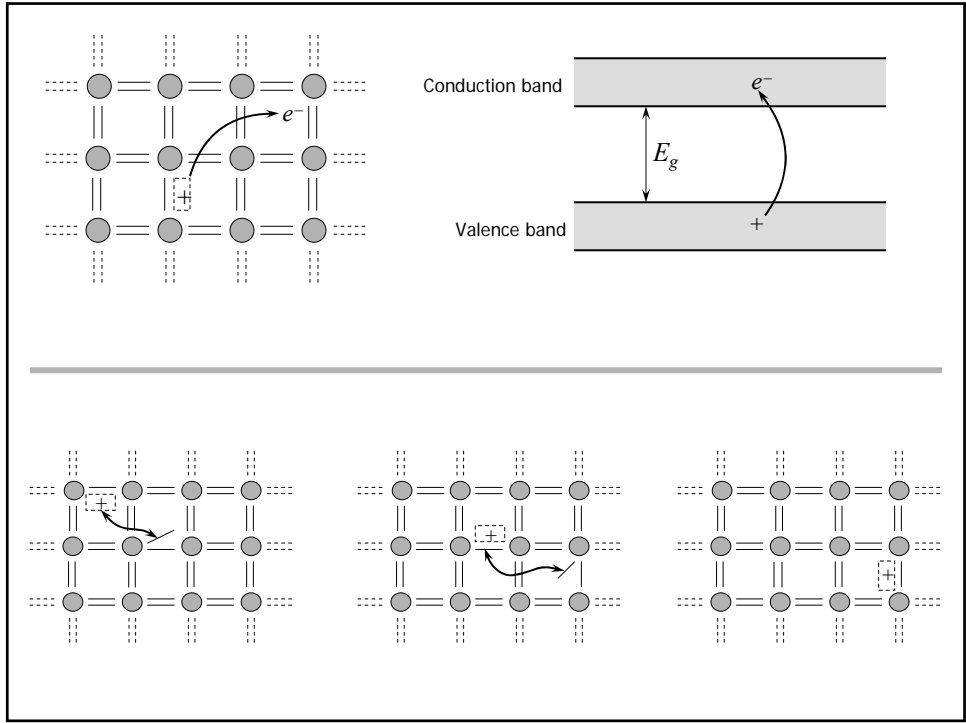 e⁻
+
Conduction band
e⁻
E_g
Valence band
+
+
+
+